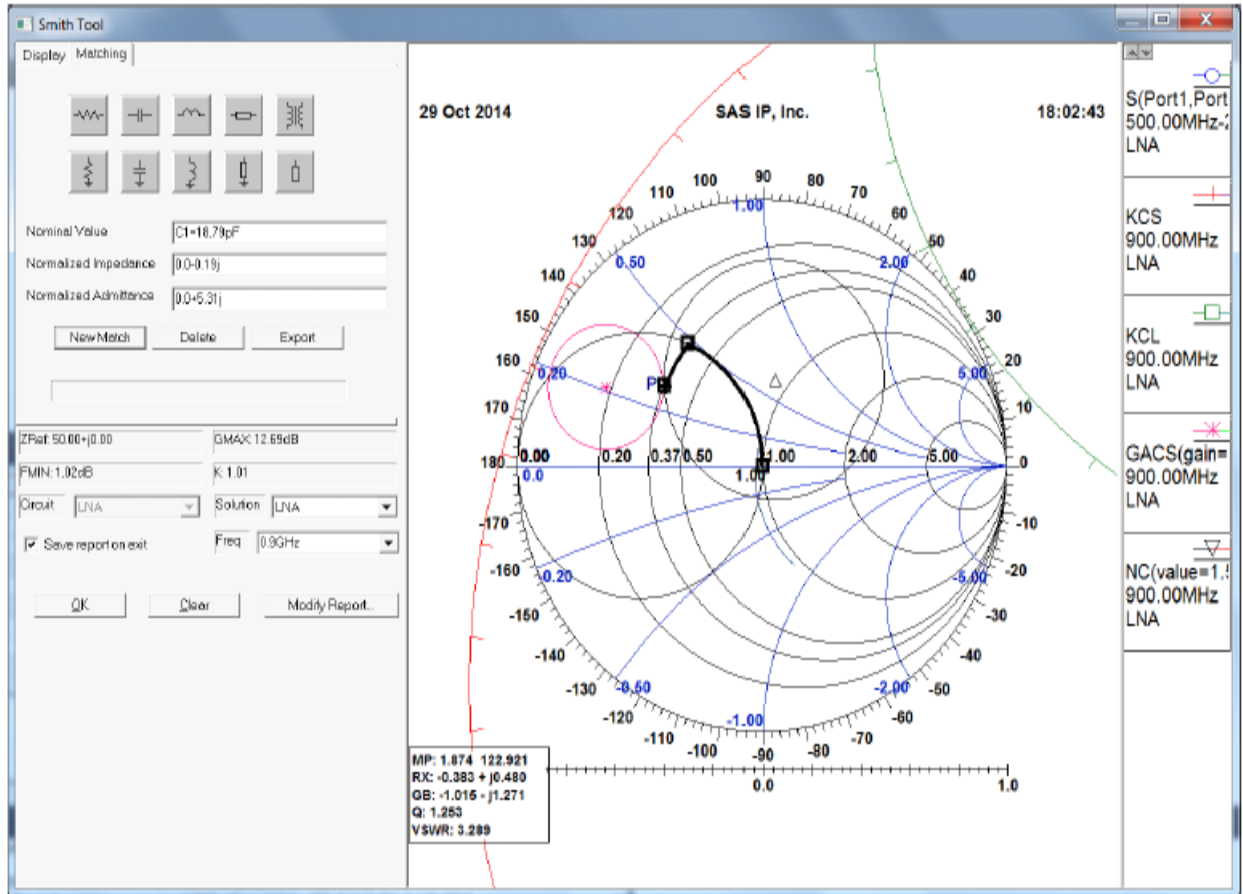 Smith Tool
Display Matching
Nominal Value C1=18.79pF
Normalized Impedance 0.0-0.19j
Normalized Admittance 0.0+5.31j
New Match Delete Export
ZRef: 50.00+j0.00 GMAX: 12.69dB
FMIN: 1.02dB K: 1.01
Circuit LNA Solution LNA
Save report on exit Freq 0.9GHz
OK Clear Modify Report..
29 Oct 2014 SAS IP, Inc. 18:02:43
90
100 80
110 70
1.00
120 60
130 50
0.50 2.00
140 40
150 30
160 20
0.20 5.00
P
170 10
180 0.00 0.20 0.37 0.50 1.00 2.00 5.00 0
0.0 1.00
-170 -10
-160 -20
-0.20 -5.00
-150 -30
-140 -40
-130 -0.50 -2.00 -50
-120 -1.00 -60
-110 -70
-100 -90 -80
MP: 1.874 122.921
RX: -0.383 + j0.480
GB: -1.015 - j1.271
Q: 1.253
VSWR: 3.289
0.0 1.0
S(Port1,Port
500.00MHz-
LNA
KCS
900.00MHz
LNA
KCL
900.00MHz
LNA
GACS(gain=
900.00MHz
LNA
NC(value=1.
900.00MHz
LNA